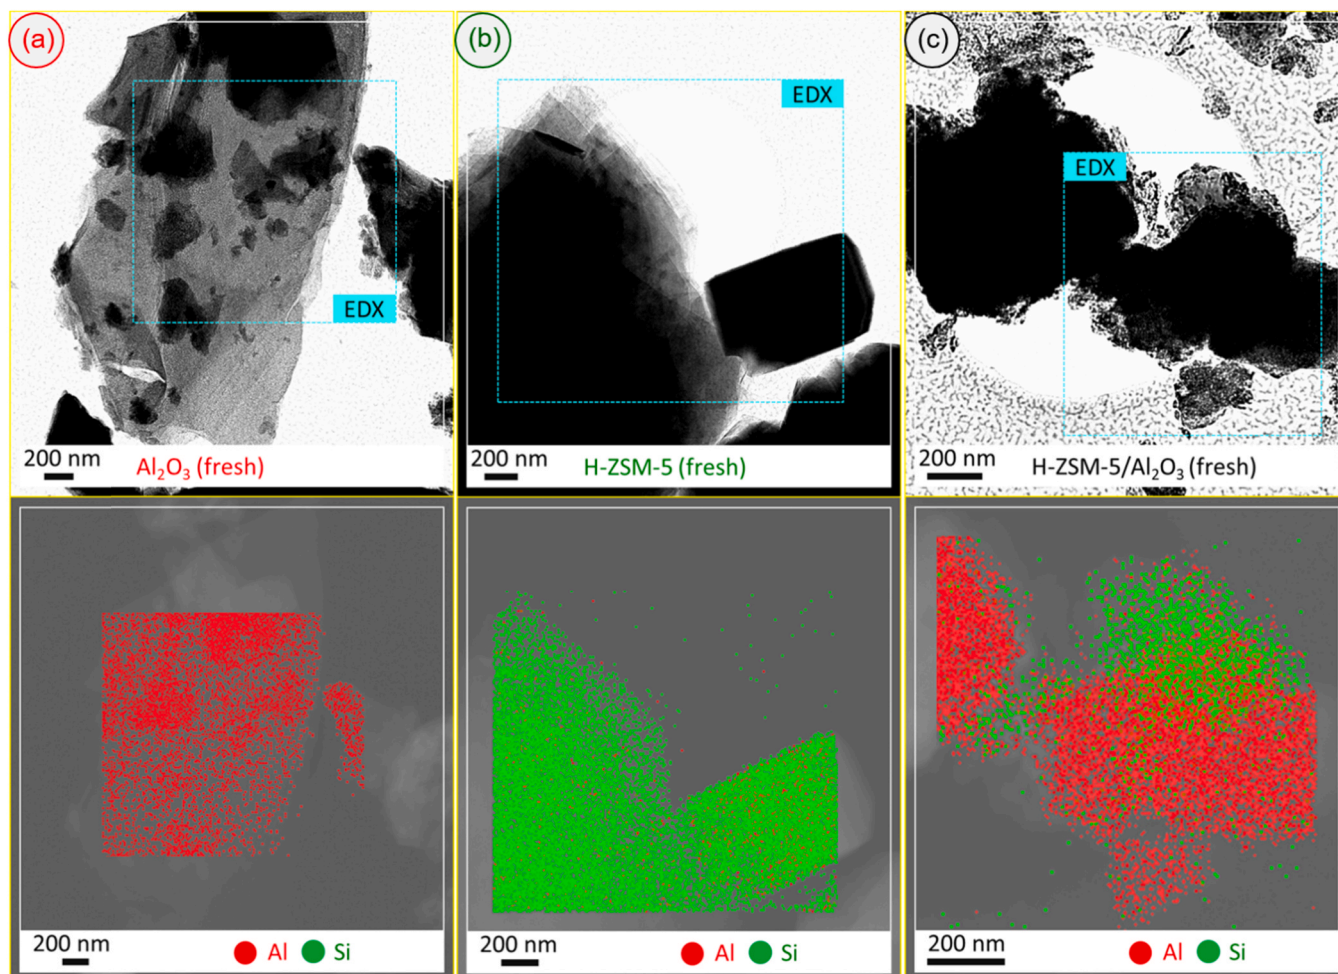 (a)
EDX
200 nm
Al₂O₃ (fresh)
(b)
EDX
200 nm
H-ZSM-5 (fresh)
(c)
EDX
200 nm
H-ZSM-5/Al₂O₃ (fresh)
200 nm
Al
Si
200 nm
Al
Si
200 nm
Al
Si